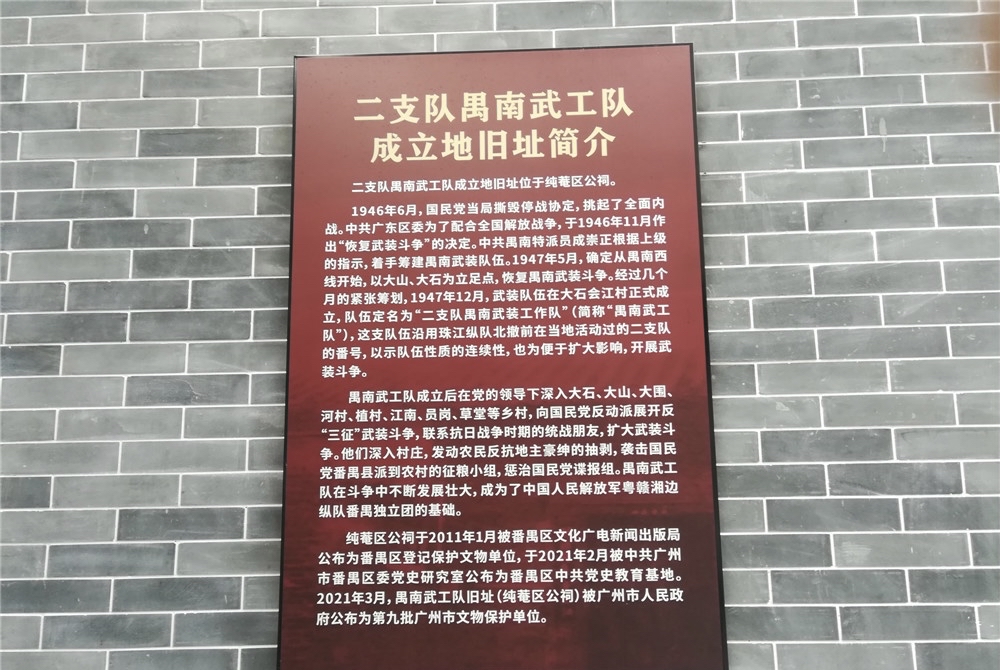 二支队禺南武工队
成立地旧址简介
二支队禺南武工队成立地旧址位于纯菴区公祠。
1946年6月，国民党当局撕毁停战协定，挑起了全面内
战。中共广东区委为了配合全国解放战争，于1946年11月作
出“恢复武装斗争”的决定。中共禺南特派员成崇正根据上级
的指示，着手筹建禺南武装队伍。1947年5月，确定从禺南西
线开始，以大山、大石为立足点，恢复禺南武装斗争。经过几个
月的紧张筹划，1947年12月，武装队伍在大石会江村正式成
立，队伍定名为“二支队禺南武装工作队”（简称“禺南武工
队”），这支队伍沿用珠江纵队北撤前在当地活动过的二支队
的番号，以示队伍性质的连续性，也为便于扩大影响，开展武
装斗争。
禺南武工队成立后在党的领导下深入大石、大山、大围、
河村、植村、江南、员岗、草堂等乡村，向国民党反动派展开反
“三征”武装斗争，联系抗日战争时期的统战朋友，扩大武装斗
争。他们深入村庄，发动农民反抗地主豪绅的抽剥，袭击国民
党番禺县派到农村的征粮小组，惩治国民党谍报组。禺南武工
队在斗争中不断发展壮大，成为了中国人民解放军粤赣湘边
纵队番禺独立团的基础。
纯菴区公祠于2011年1月被番禺区文化广电新闻出版局
公布为番禺区登记保护文物单位，于2021年2月被中共广州
市番禺区委党史研究室公布为番禺区中共党史教育基地。
2021年3月，禺南武工队旧址（纯菴区公祠）被广州市人民政
府公布为第九批广州市文物保护单位。